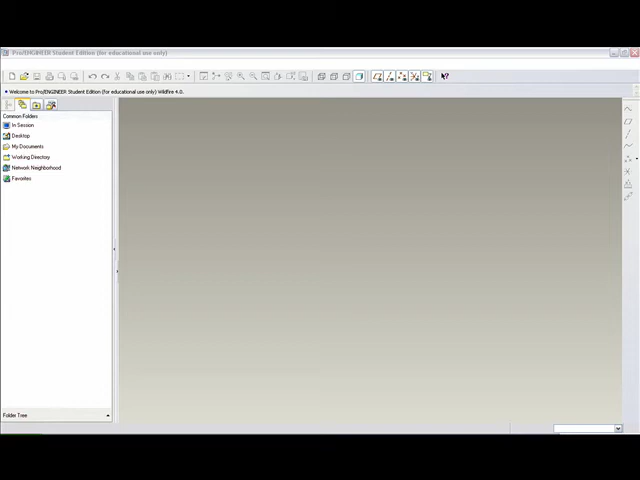 Pro/ENGINEER Student Edition (for educational use only)
Welcome to Pro/ENGINEER Student Edition (for educational use only) Wildfire 4.0.
Common Folders
In Session
Desktop
My Documents
Working Directory
Network Neighborhood
Favorites
Folder Tree